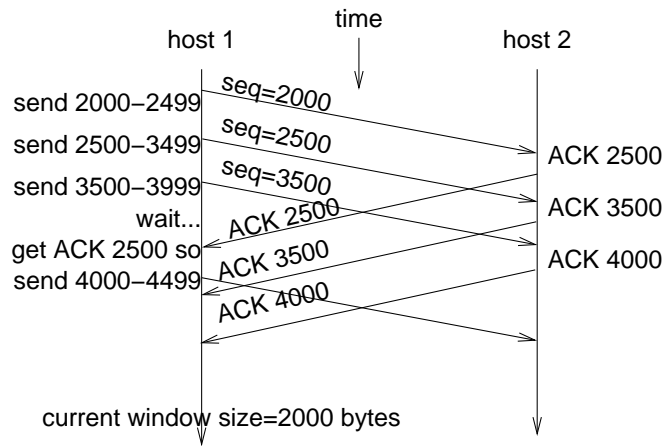 time
host 1
host 2
send 2000−2499
seq=2000
send 2500−3499
seq=2500
ACK 2500
send 3500−3999
seq=3500
ACK 3500
wait...
ACK 2500
get ACK 2500 so
ACK 3500
ACK 4000
send 4000−4499
ACK 4000
current window size=2000 bytes